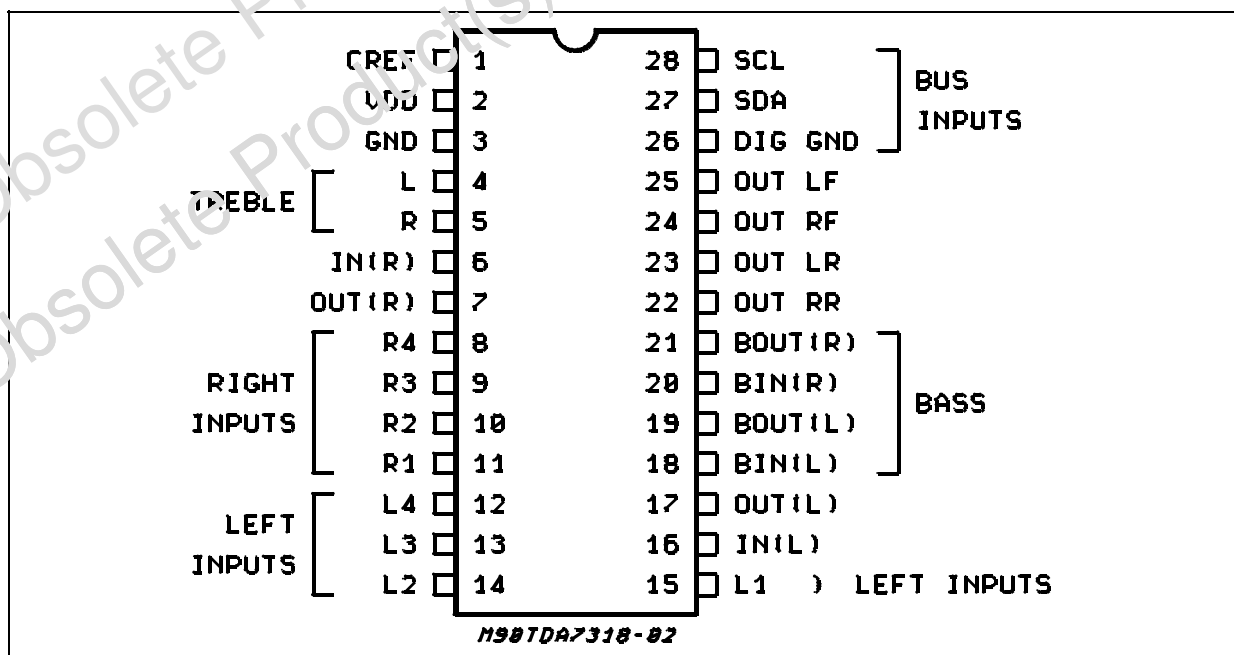 Obsolete Product(s)
Obsolete Product(s)
CREF 1 28 SCL
VDD 2 27 SDA
GND 3 26 DIG GND
BUS INPUTS
TREBLE
L 4 25 OUT LF
R 5 24 OUT RF
IN(R) 6 23 OUT LR
OUT(R) 7 22 OUT RR
RIGHT INPUTS
R4 8 21 BOUT(R)
R3 9 20 BIN(R)
R2 10 19 BOUT(L)
R1 11 18 BIN(L)
BASS
LEFT INPUTS
L4 12 17 OUT(L)
L3 13 16 IN(L)
L2 14 15 L1 ) LEFT INPUTS
M90TDA7318-02